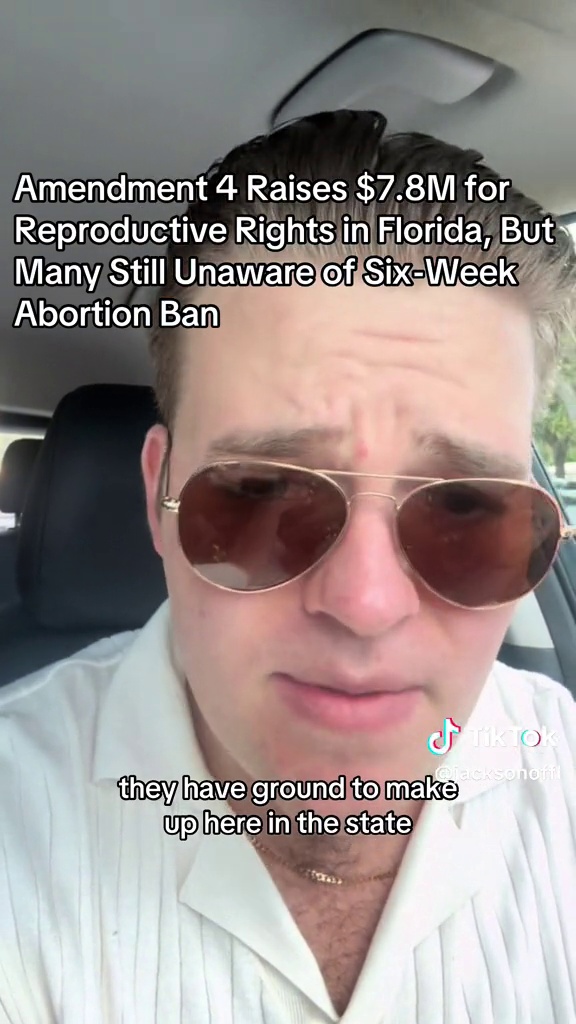 Amendment 4 Raises $7.8M for
Reproductive Rights in Florida, But
Many Still Unaware of Six-Week
Abortion Ban
TikTok
@jacksonoffl
they have ground to make
up here in the state